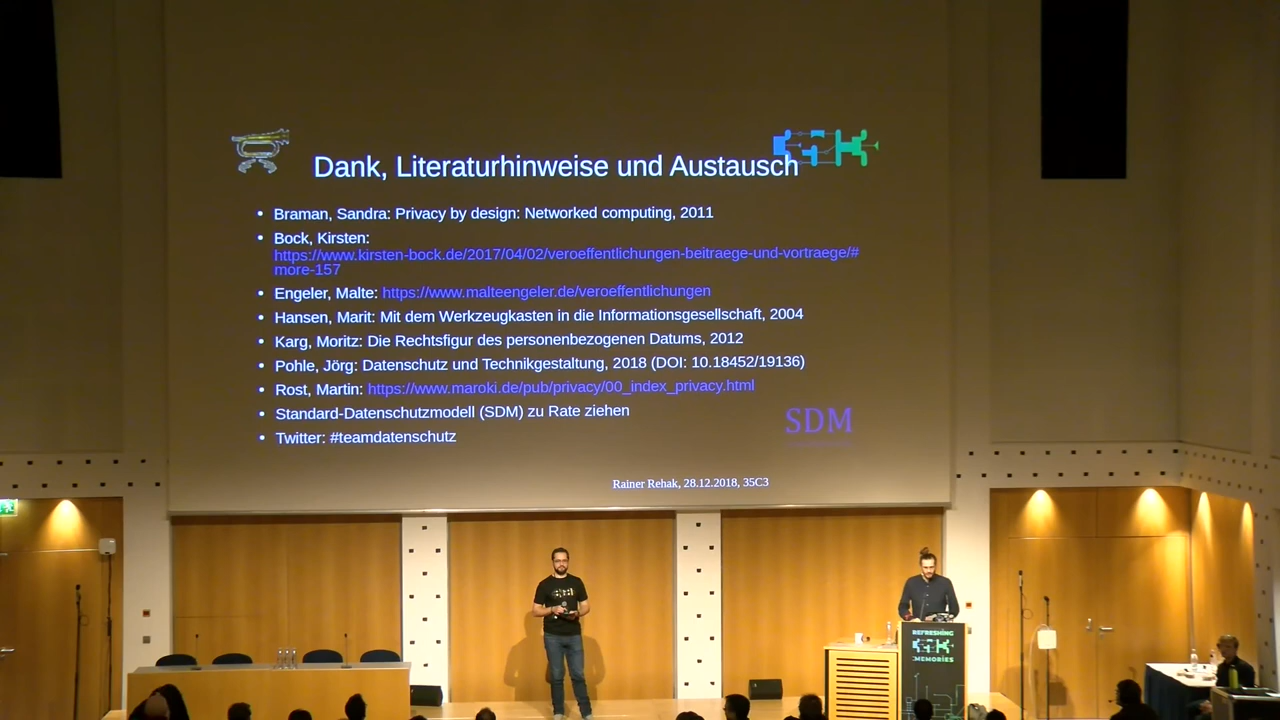 Dank, Literaturhinweise und Austausch
• Braman, Sandra: Privacy by design: Networked computing, 2011
• Bock, Kirsten:
https://www.kirsten-bock.de/2017/04/02/veroeffentlichungen-beitraege-und-vortraege/#
more-157
• Engeler, Malte: https://www.malteengeler.de/veroeffentlichungen
• Hansen, Marit: Mit dem Werkzeugkasten in die Informationsgesellschaft, 2004
• Karg, Moritz: Die Rechtsfigur des personenbezogenen Datums, 2012
• Pohle, Jörg: Datenschutz und Technikgestaltung, 2018 (DOI: 10.18452/19136)
• Rost, Martin: https://www.maroki.de/pub/privacy/00_index_privacy.html
• Standard-Datenschutzmodell (SDM) zu Rate ziehen
SDM
• Twitter: #teamdatenschutz
Rainer Rehak, 28.12.2018, 35C3
REFRESHING
MEMORIES